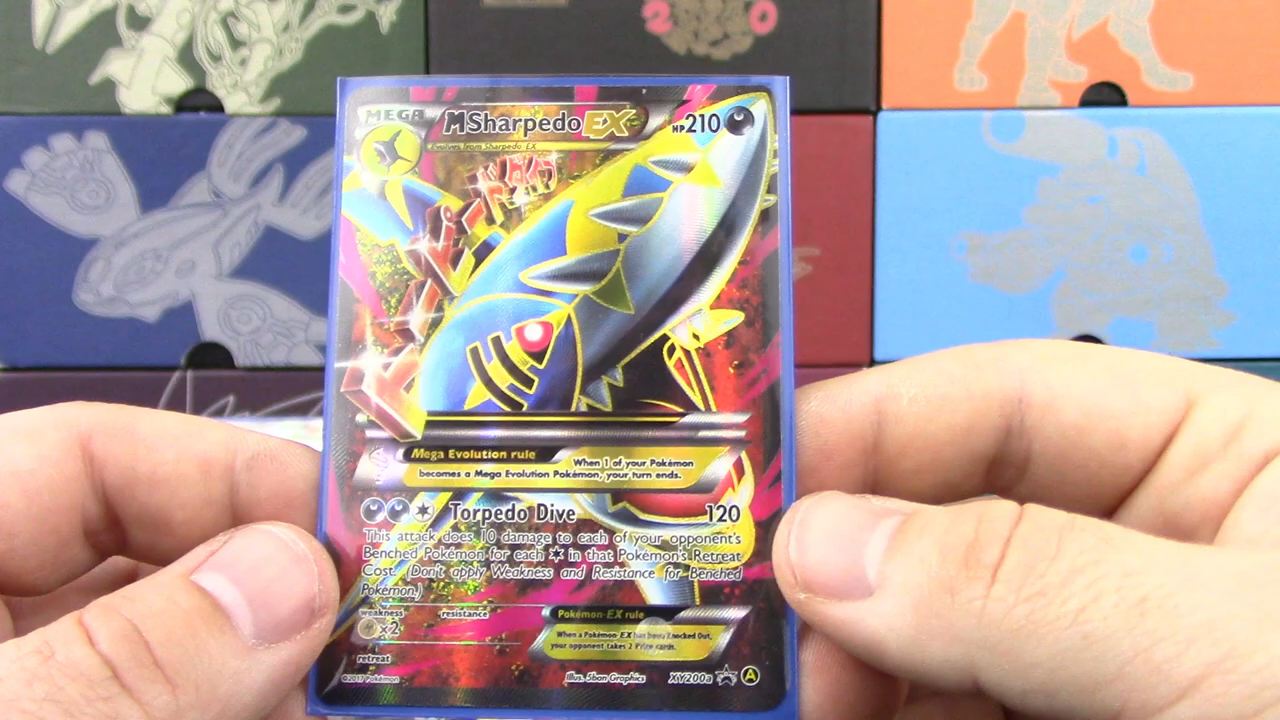 20
MEGA
MSharpedo EX
HP210
Evolves from Sharpedo EX
Mega Evolution rule
When 1 of your Pokémon
becomes a Mega Evolution Pokémon, your turn ends.
Torpedo Dive 120
This attack does 10 damage to each of your opponent's
Benched Pokémon for each in that Pokémon's Retreat
Cost. (Don't apply Weakness and Resistance for Benched
Pokémon.)
weakness resistance
×2
Pokémon-EX rule
When a Pokémon-EX has been Knocked Out,
your opponent takes 2 Prize cards.
retreat
©2017 Pokémon
Illus. 5ban Graphics
XY200a
A